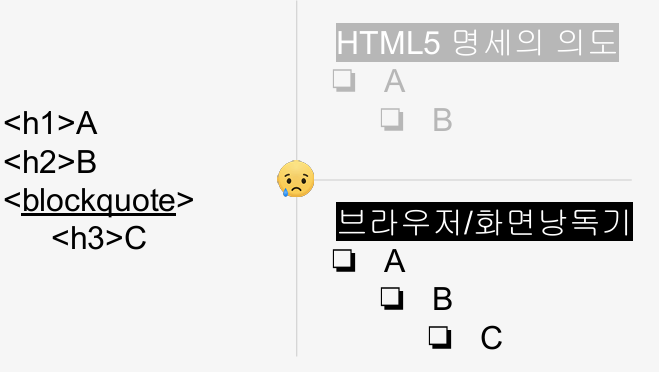 <h1>A
<h2>B
<blockquote>
<h3>C
HTML5 명세의 의도
❏ A
❏ B
브라우저/화면낭독기
❏ A
❏ B
❏ C